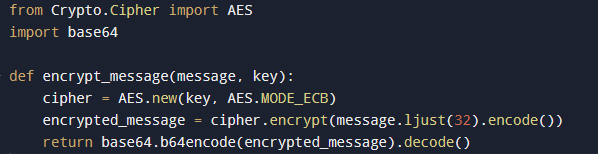 from Crypto.Cipher import AES
import base64

def encrypt_message(message, key):
    cipher = AES.new(key, AES.MODE_ECB)
    encrypted_message = cipher.encrypt(message.ljust(32).encode())
    return base64.b64encode(encrypted_message).decode()